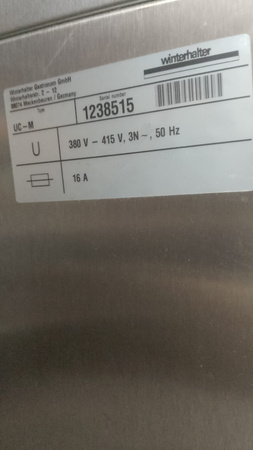 Winterhalter Gastronom GmbH
winterhalter
Winterhalterstr. 2 - 12
88074 Meckenbeuren / Germany
Type
Serial number
UC-M
1238515
U
380 V - 415 V, 3N~, 50 Hz
16 A